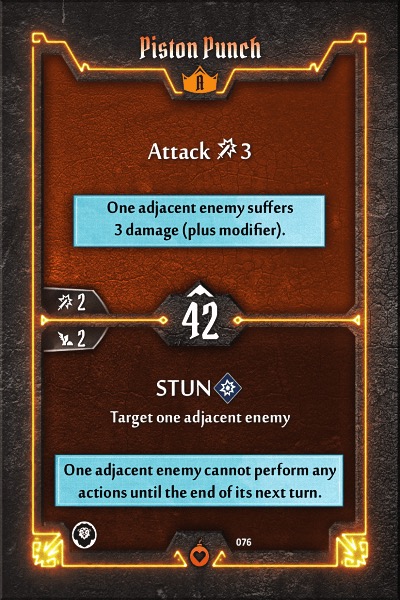 Piston Punch
A
Attack 3
One adjacent enemy suffers
3 damage (plus modifier).
2
42
2
STUN
Target one adjacent enemy
One adjacent enemy cannot perform any
actions until the end of its next turn.
076